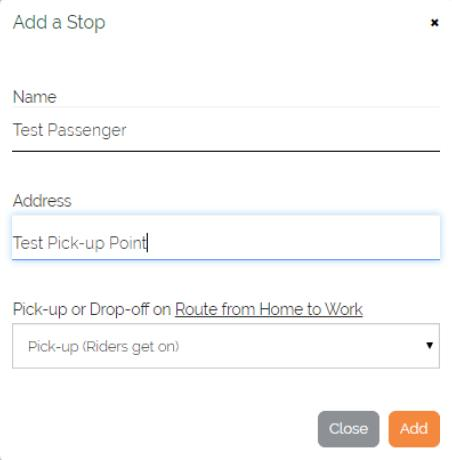 Add a Stop
Name
Test Passenger
Address
Test Pick-up Point
Pick-up or Drop-off on Route from Home to Work
Pick-up (Riders get on)
Close Add